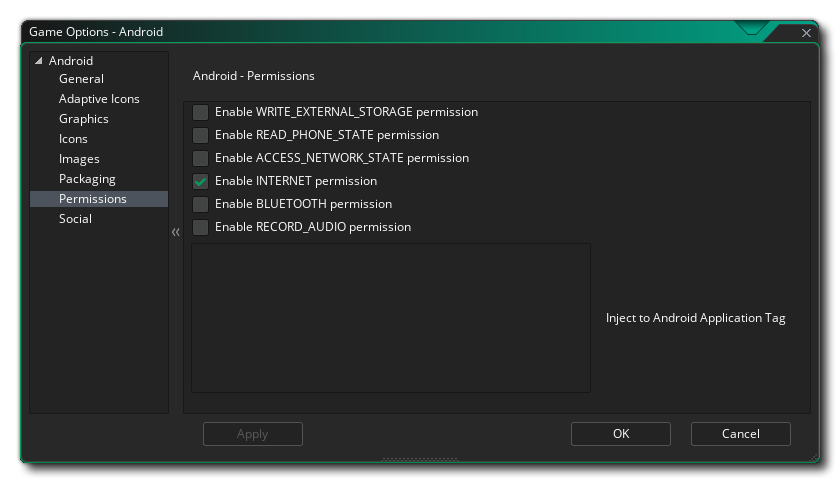 Game Options - Android
Android
General
Adaptive Icons
Graphics
Icons
Images
Packaging
Permissions
Social
Android - Permissions
Enable WRITE_EXTERNAL_STORAGE permission
Enable READ_PHONE_STATE permission
Enable ACCESS_NETWORK_STATE permission
Enable INTERNET permission
Enable BLUETOOTH permission
Enable RECORD_AUDIO permission
Inject to Android Application Tag
Apply
OK
Cancel